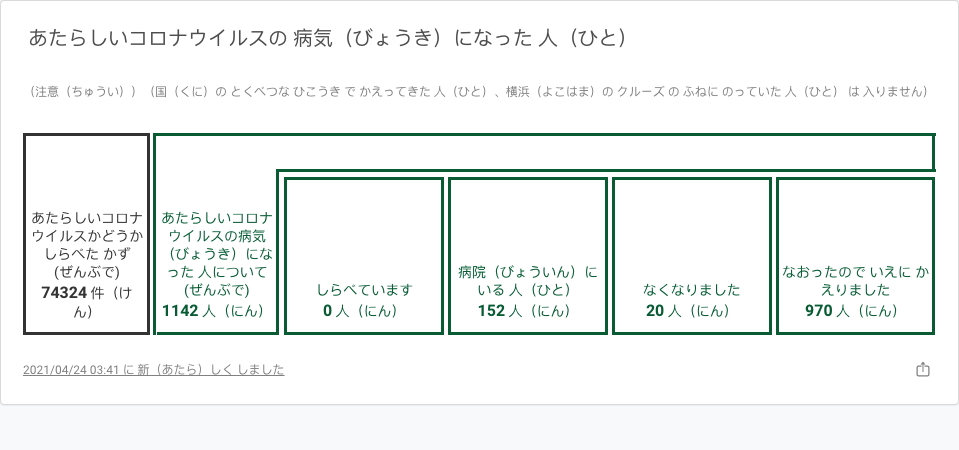 あたらしいコロナウイルスの 病気（びょうき）になった 人（ひと）
（注意（ちゅうい））（国（くに）の とくべつな ひこうき で かえってきた 人（ひと）、横浜（よこはま）の クルーズ の ふねに のっていた 人（ひと） は 入りません）
あたらしいコロナ
ウイルスかどうか
しらべた かず
(ぜんぶで)
74324 件（け
ん）
あたらしいコロナ
ウイルスの病気
（びょうき）にな
った 人について
(ぜんぶで)
1142 人（にん）
しらべています
0 人（にん）
病院（びょういん）に
いる 人（ひと）
152 人（にん）
なくなりました
20 人（にん）
なおったので いえに か
えりました
970 人（にん）
2021/04/24 03:41 に 新（あたら）しく しました